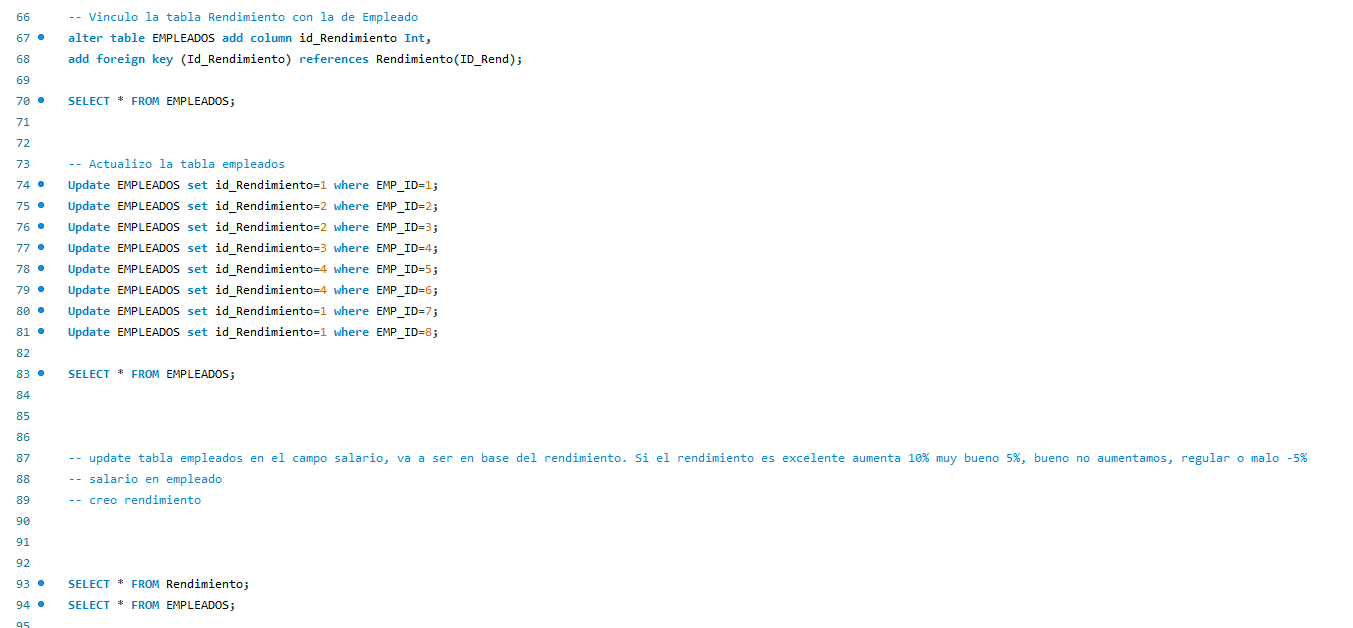 66 -- Vinculo la tabla Rendimiento con la de Empleado
67 alter table EMPLEADOS add column id_Rendimiento Int,
68 add foreign key (Id_Rendimiento) references Rendimiento(ID_Rend);
69
70 SELECT * FROM EMPLEADOS;
71
72
73 -- Actualizo la tabla empleados
74 Update EMPLEADOS set id_Rendimiento=1 where EMP_ID=1;
75 Update EMPLEADOS set id_Rendimiento=2 where EMP_ID=2;
76 Update EMPLEADOS set id_Rendimiento=2 where EMP_ID=3;
77 Update EMPLEADOS set id_Rendimiento=3 where EMP_ID=4;
78 Update EMPLEADOS set id_Rendimiento=4 where EMP_ID=5;
79 Update EMPLEADOS set id_Rendimiento=4 where EMP_ID=6;
80 Update EMPLEADOS set id_Rendimiento=1 where EMP_ID=7;
81 Update EMPLEADOS set id_Rendimiento=1 where EMP_ID=8;
82
83 SELECT * FROM EMPLEADOS;
84
85
86
87 -- update tabla empleados en el campo salario, va a ser en base del rendimiento. Si el rendimiento es excelente aumenta 10% muy bueno 5%, bueno no aumentamos, regular o malo -5%
88 -- salario en empleado
89 -- creo rendimiento
90
91
92
93 SELECT * FROM Rendimiento;
94 SELECT * FROM EMPLEADOS;
95